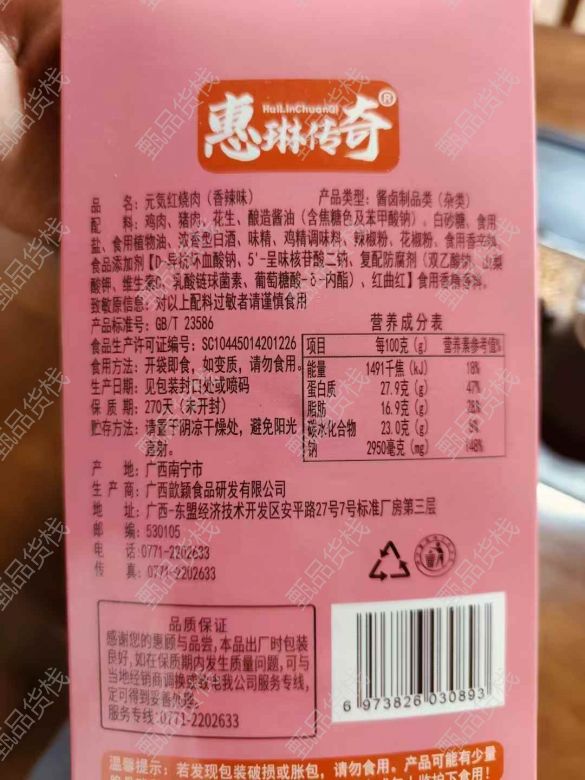 HuiLinChuanQi
惠琳传奇®
品 名：元気红烧肉（香辣味） 产品类型：酱卤制品类（杂类）
配 料：鸡肉、猪肉、花生、酿造酱油（含焦糖色及苯甲酸钠）、白砂糖、食用
盐、食用植物油、浓香型白酒、味精、鸡精调味料、辣椒粉、花椒粉、食用香辛料、
食品添加剂【D-异抗坏血酸钠、5'-呈味核苷酸二钠、复配防腐剂（双乙酸钠、山梨
酸钾、维生素C、乳酸链球菌素、葡萄糖酸-δ-内酯）、红曲红】食用香精香料。
致敏原信息：对以上配料过敏者请谨慎食用
产品标准号：GB/T 23586
食品生产许可证编号：SC10445014201226
食用方法：开袋即食，如变质，请勿食用。
生产日期：见包装封口处或喷码
保 质 期：270天（未开封）
贮存方法：请置于阴凉干燥处，避免阳光
直射。
营养成分表
项目 每100克(g) 营养素参考值%
能量 1491千焦(kJ) 18%
蛋白质 27.9克(g) 47%
脂肪 16.9克(g) 28%
碳水化合物 23.0克(g) 8%
钠 2950毫克(mg) 148%
产 地：广西南宁市
生 产 商：广西歆颖食品研发有限公司
地 址：广西-东盟经济技术开发区安平路27号7号标准厂房第三层
邮 编：530105
电 话：0771-2202633
传 真：0771-2202633
品质保证
感谢您的惠顾与品尝，本品出厂时包装
良好，如在保质期内发生质量问题，可与
当地经销商调换或致电我公司服务专线，
定可得到妥善处理。
服务专线：0771-2202633
6 973826 030893
温馨提示：若发现包装破损或胀包，请勿食用。产品可能有少量
甄品货栈